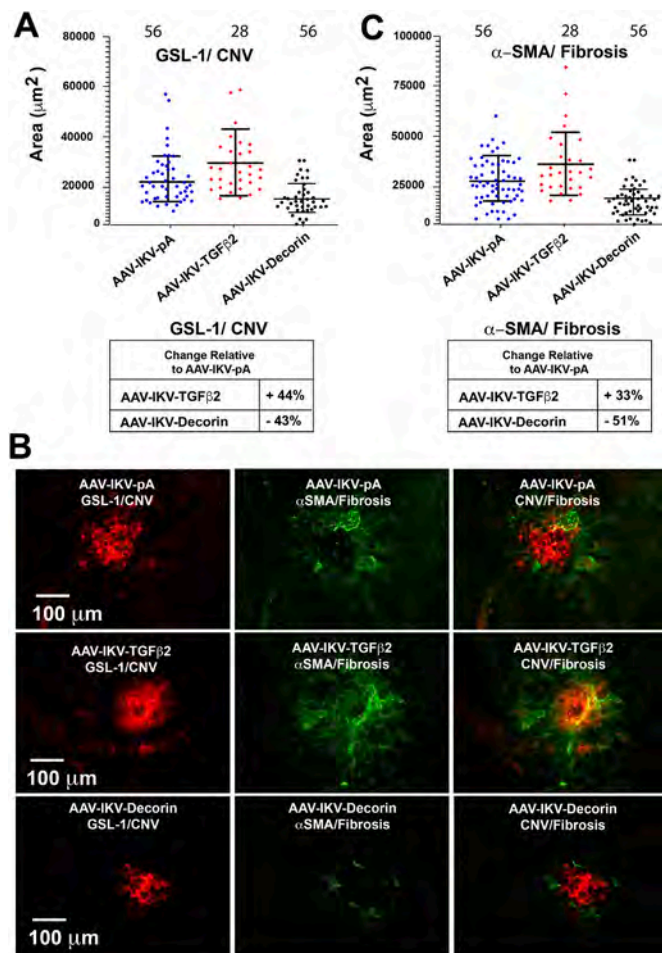 A
56 28 56
GSL-1/ CNV
80000
60000
40000
20000
0
Area (μm²)
AAV-IKV-pA
AAV-IKV-TGFβ2
AAV-IKV-Decorin
C
56 28 56
α-SMA/ Fibrosis
100000
75000
50000
25000
0
Area (μm²)
AAV-IKV-pA
AAV-IKV-TGFβ2
AAV-IKV-Decorin
GSL-1/ CNV
Change Relative
to AAV-IKV-pA
AAV-IKV-TGFβ2 + 44%
AAV-IKV-Decorin - 43%
α-SMA/ Fibrosis
Change Relative
to AAV-IKV-pA
AAV-IKV-TGFβ2 + 33%
AAV-IKV-Decorin - 51%
B
AAV-IKV-pA
GSL-1/CNV
100 μm
AAV-IKV-pA
αSMA/Fibrosis
AAV-IKV-pA
CNV/Fibrosis
AAV-IKV-TGFβ2
GSL-1/CNV
100 μm
AAV-IKV-TGFβ2
αSMA/Fibrosis
AAV-IKV-TGFβ2
CNV/Fibrosis
AAV-IKV-Decorin
GSL-1/CNV
100 μm
AAV-IKV-Decorin
αSMA/Fibrosis
AAV-IKV-Decorin
CNV/Fibrosis